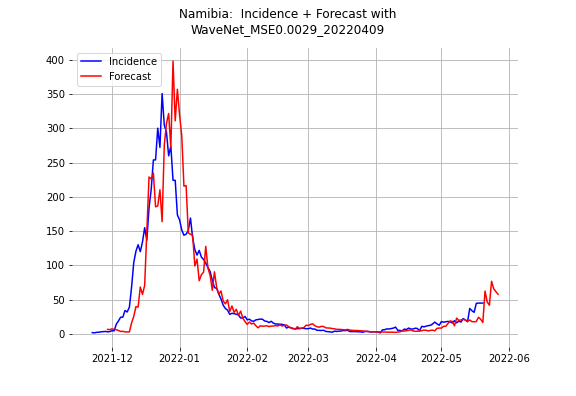 Namibia:  Incidence + Forecast with
WaveNet_MSE0.0029_20220409
Incidence
Forecast
400
350
300
250
200
150
100
50
0
2021-12 2022-01 2022-02 2022-03 2022-04 2022-05 2022-06